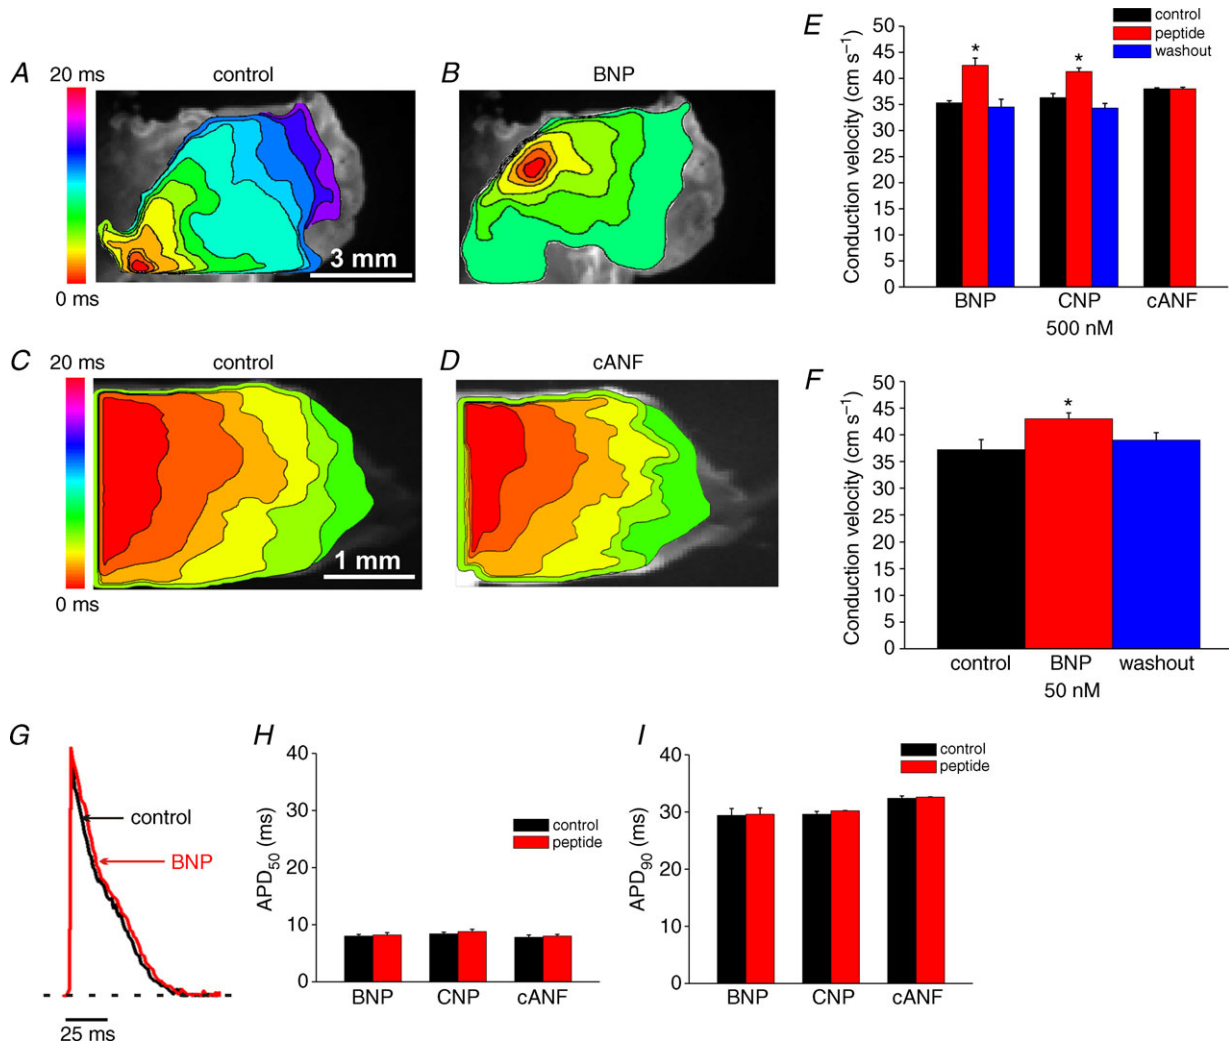 A
20 ms
control
0 ms
3 mm
B
BNP
E
control
peptide
washout
*
*
50
45
40
35
30
25
20
15
10
5
0
Conduction velocity (cm s⁻¹)
BNP
CNP
cANF
500 nM
C
20 ms
control
0 ms
1 mm
D
cANF
F
*
50
45
40
35
30
25
20
15
10
5
0
Conduction velocity (cm s⁻¹)
control
BNP
washout
50 nM
G
control
BNP
25 ms
H
40
30
20
10
0
APD₅₀ (ms)
control
peptide
BNP
CNP
cANF
I
40
30
20
10
0
APD₉₀ (ms)
control
peptide
BNP
CNP
cANF